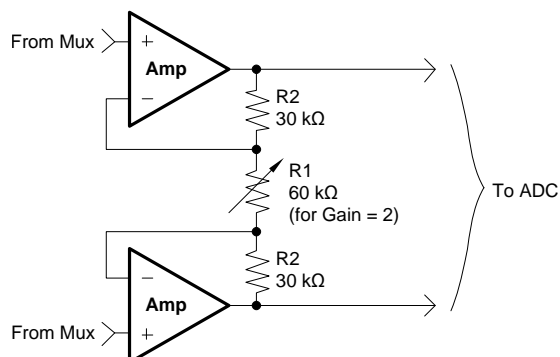 From Mux
+
Amp
−
R2
30 kΩ
R1
60 kΩ
(for Gain = 2)
To ADC
R2
30 kΩ
−
Amp
From Mux
+